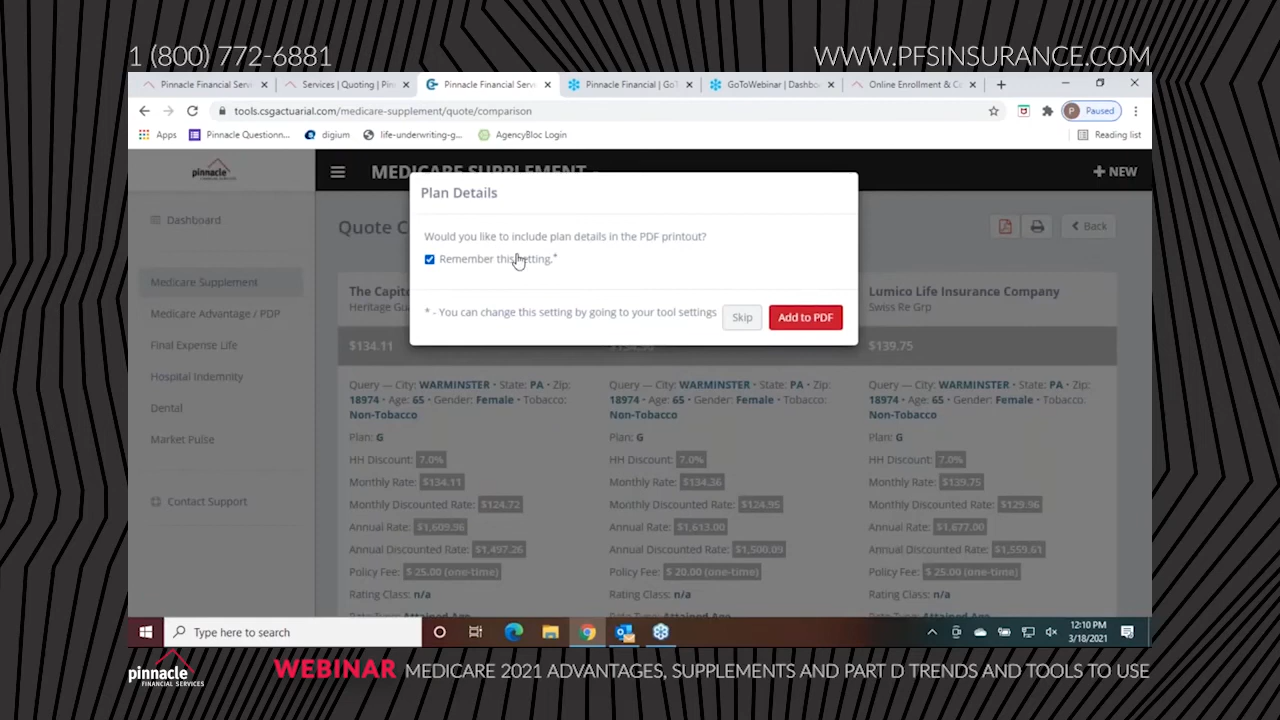 1 (800) 772-6881
WWW.PFSINSURANCE.COM
Pinnacle Financial Serv
Services | Quoting | Pin
Pinnacle Financial Serv
Pinnacle Financial | GoT
GoToWebinar | Dashbo
Online Enrollment & C
tools.csgactuarial.com/medicare-supplement/quote/comparison
P Paused
Apps
Pinnacle Questionn...
digium
life-underwriting-g...
AgencyBloc Login
Reading list
pinnacle
FINANCIAL SERVICES
MEDICARE SUPPLEMENT
+ NEW
Dashboard
Medicare Supplement
Medicare Advantage / PDP
Final Expense Life
Hospital Indemnity
Dental
Market Pulse
Contact Support
Quote C
Back
Plan Details
Would you like to include plan details in the PDF printout?
Remember this setting.*
* - You can change this setting by going to your tool settings
Skip
Add to PDF
The Capito
Heritage Gu
$134.11
Query — City: WARMINSTER · State: PA · Zip:
18974 · Age: 65 · Gender: Female · Tobacco:
Non-Tobacco
Plan: G
HH Discount: 7.0%
Monthly Rate: $134.11
Monthly Discounted Rate: $124.72
Annual Rate: $1,609.36
Annual Discounted Rate: $1,497.26
Policy Fee: $ 25.00 (one-time)
Rating Class: n/a
Rate Type: Attained Age
$134.36
Query — City: WARMINSTER · State: PA · Zip:
18974 · Age: 65 · Gender: Female · Tobacco:
Non-Tobacco
Plan: G
HH Discount: 7.0%
Monthly Rate: $134.36
Monthly Discounted Rate: $124.95
Annual Rate: $1,613.00
Annual Discounted Rate: $1,500.09
Policy Fee: $ 20.00 (one-time)
Rating Class: n/a
Rate Type: Attained Age
Lumico Life Insurance Company
Swiss Re Grp
$139.75
Query — City: WARMINSTER · State: PA · Zip:
18974 · Age: 65 · Gender: Female · Tobacco:
Non-Tobacco
Plan: G
HH Discount: 7.0%
Monthly Rate: $139.75
Monthly Discounted Rate: $129.96
Annual Rate: $1,677.00
Annual Discounted Rate: $1,559.61
Policy Fee: $ 25.00 (one-time)
Rating Class: n/a
Rate Type: Attained Age
Type here to search
12:10 PM
3/18/2021
pinnacle
FINANCIAL SERVICES
WEBINAR MEDICARE 2021 ADVANTAGES, SUPPLEMENTS AND PART D TRENDS AND TOOLS TO USE